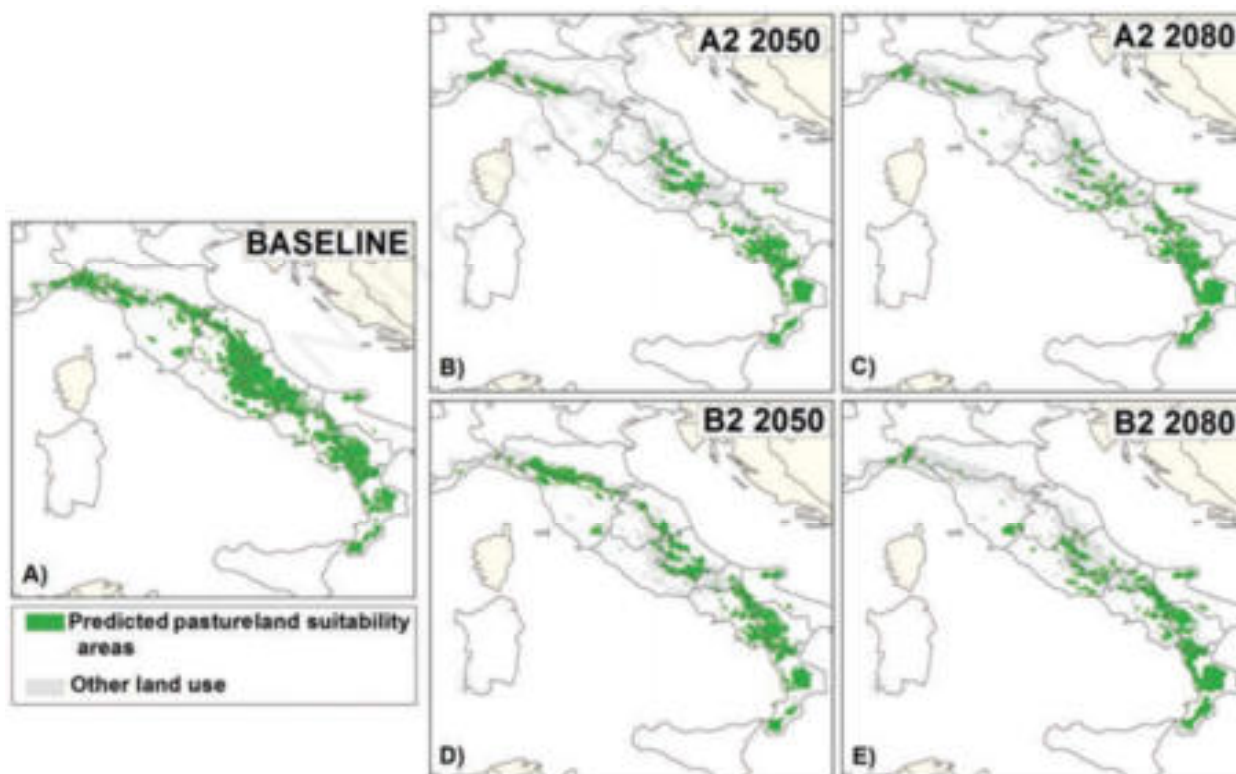 A2 2050
A2 2080
B)
C)
BASELINE
A)
B2 2050
B2 2080
D)
E)
Predicted pastureland suitability
areas
Other land use